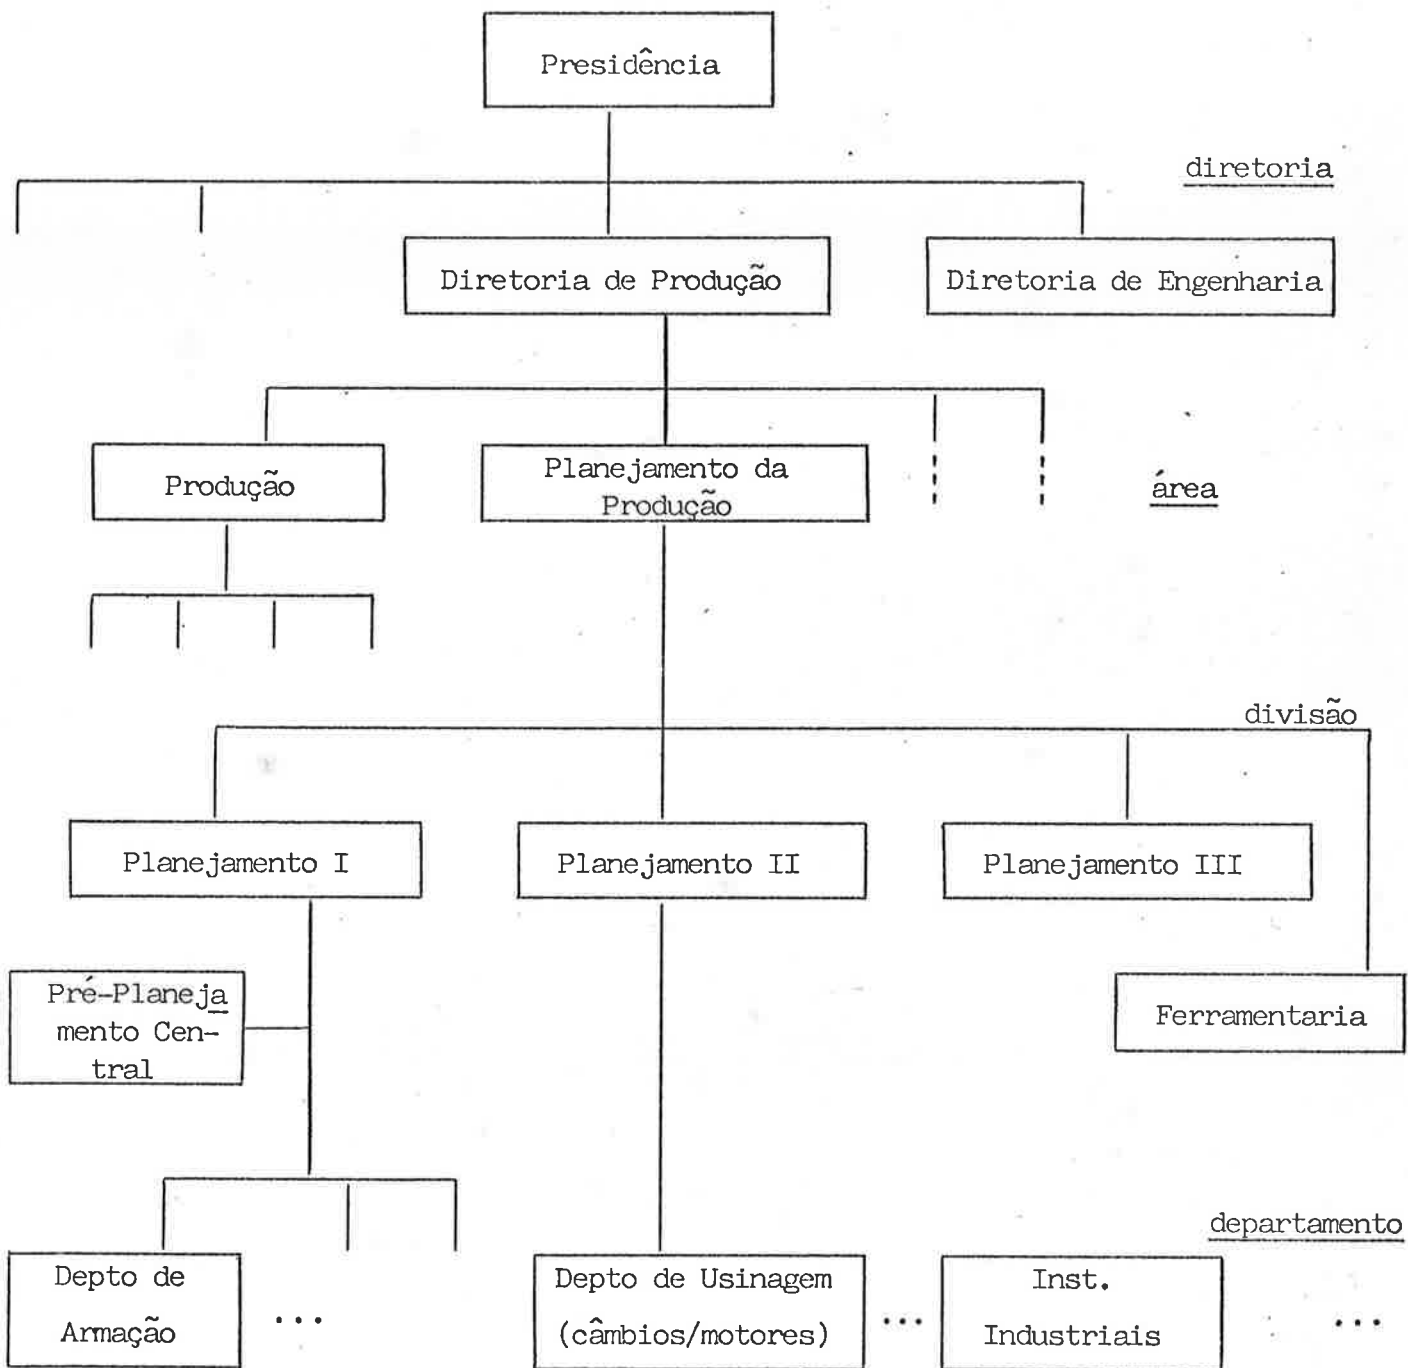 Presidência
diretoria
Diretoria de Produção
Diretoria de Engenharia
Produção
Planejamento da
Produção
área
divisão
Planejamento I
Planejamento II
Planejamento III
Pré-Planeja
mento Cen-
tral
Ferramentaria
departamento
Depto de
Armação
...
Depto de Usinagem
(câmbios/motores)
...
Inst.
Industriais
...